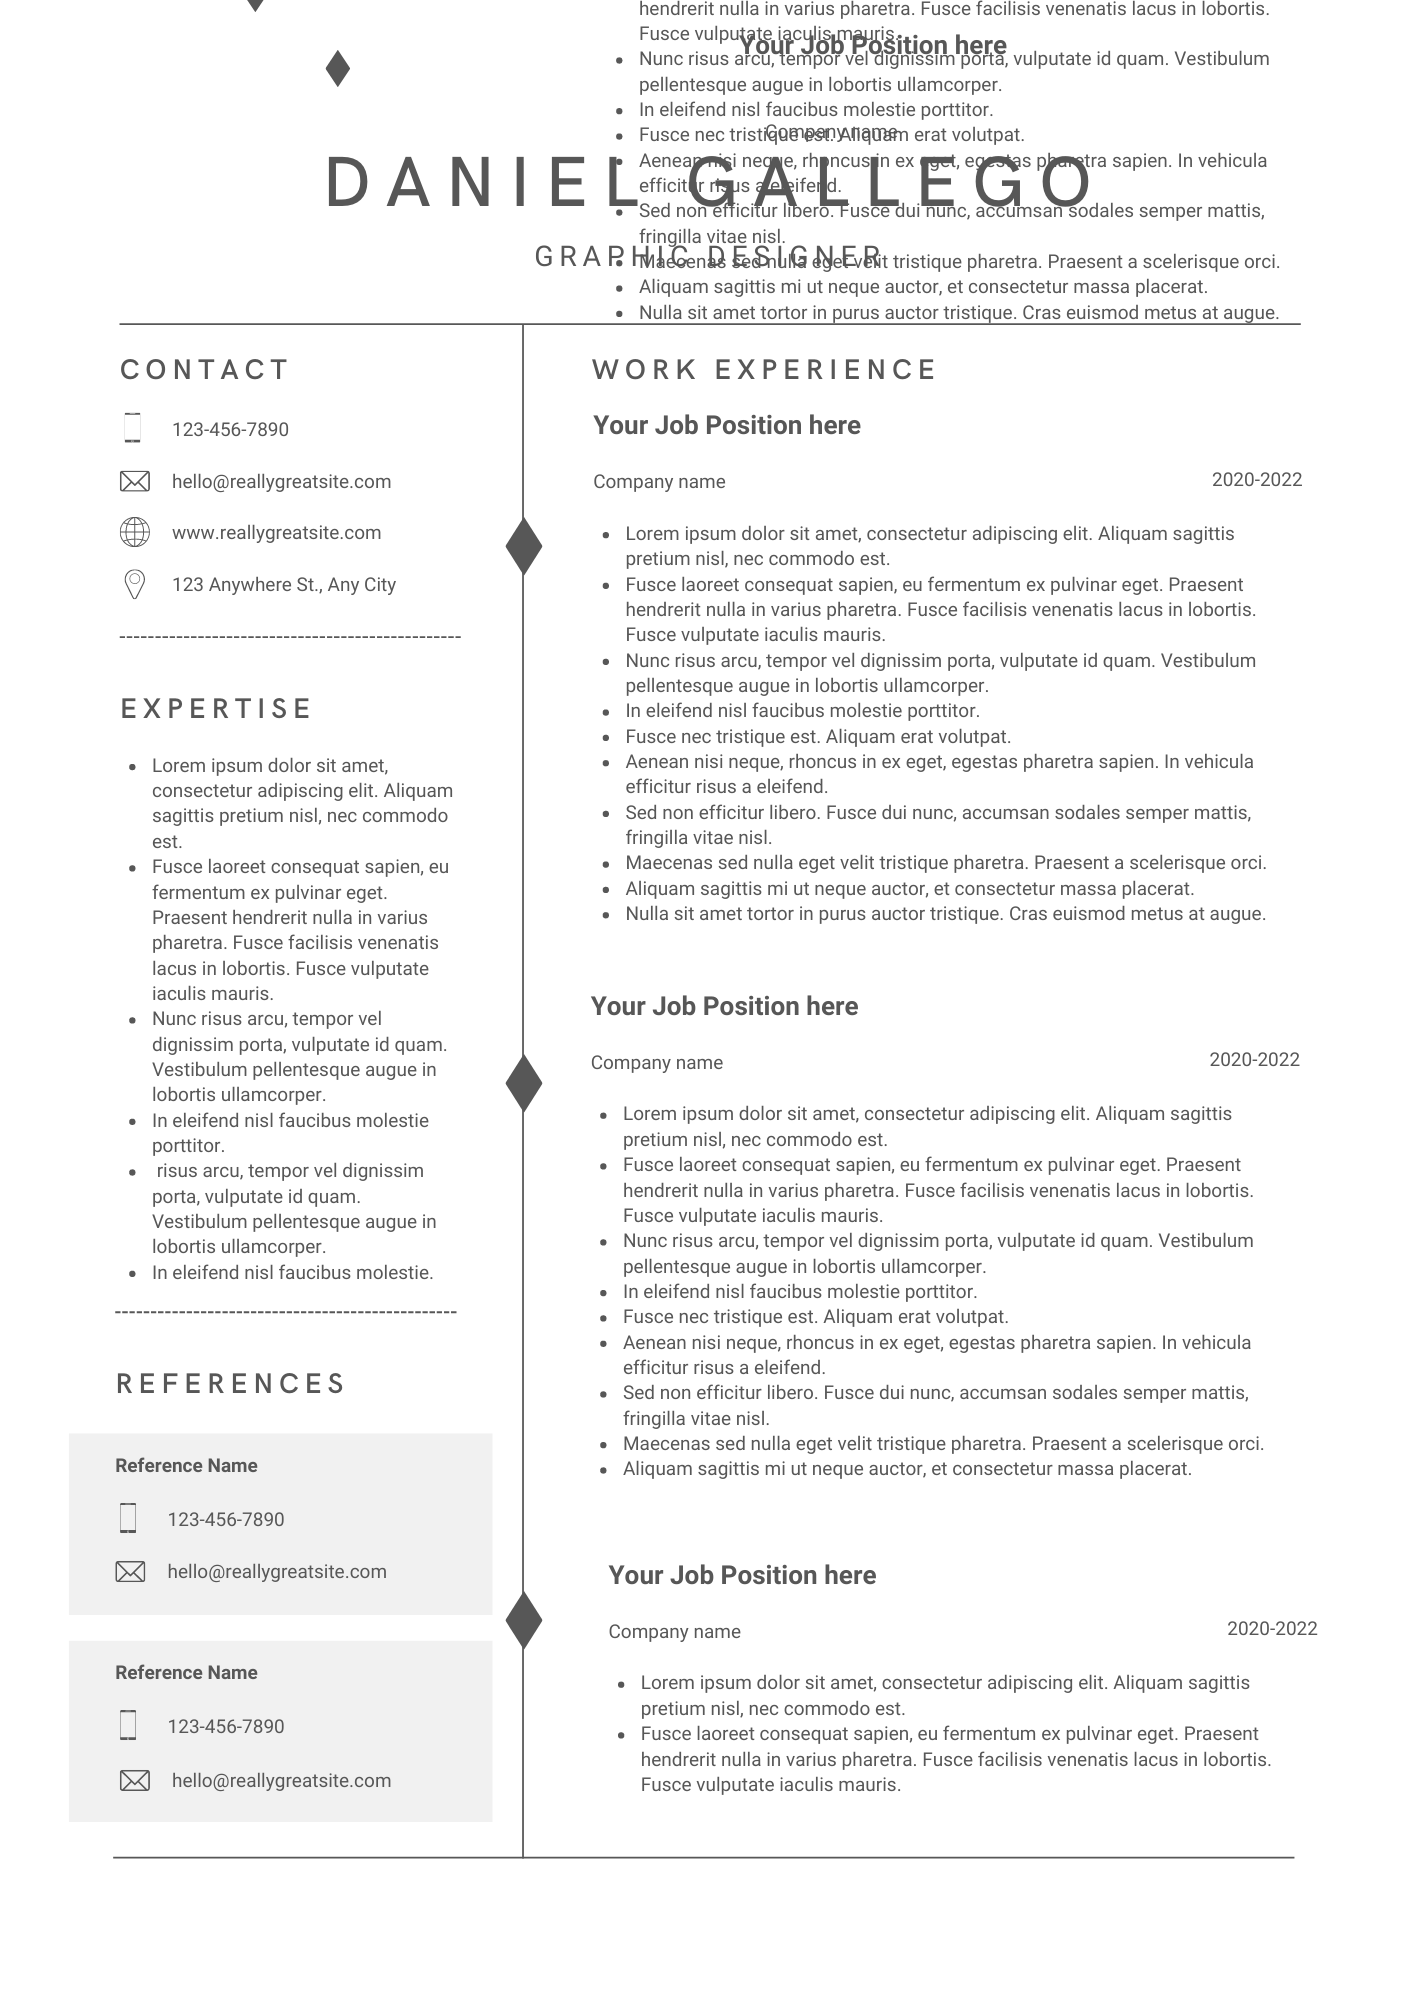 hendrerit nulla in varius pharetra. Fusce facilisis venenatis lacus in lobortis.
Fusce vulputate iaculis mauris.
Your Job Position here
Nunc risus arcu, tempor vel dignissim porta, vulputate id quam. Vestibulum
pellentesque augue in lobortis ullamcorper.
In eleifend nisl faucibus molestie porttitor.
Company name
Fusce nec tristique est. Aliquam erat volutpat.
Aenean nisi neque, rhoncus in ex eget, egestas pharetra sapien. In vehicula
DANIEL GALLEGO
efficitur risus a eleifend.
Sed non efficitur libero. Fusce dui nunc, accumsan sodales semper mattis,
fringilla vitae nisl.
GRAPHIC DESIGNER
Maecenas sed nulla eget velit tristique pharetra. Praesent a scelerisque orci.
Aliquam sagittis mi ut neque auctor, et consectetur massa placerat.
Nulla sit amet tortor in purus auctor tristique. Cras euismod metus at augue.
CONTACT
123-456-7890
hello@reallygreatsite.com
www.reallygreatsite.com
123 Anywhere St., Any City
------------------------------------------------
EXPERTISE
Lorem ipsum dolor sit amet,
consectetur adipiscing elit. Aliquam
sagittis pretium nisl, nec commodo
est.
Fusce laoreet consequat sapien, eu
fermentum ex pulvinar eget.
Praesent hendrerit nulla in varius
pharetra. Fusce facilisis venenatis
lacus in lobortis. Fusce vulputate
iaculis mauris.
Nunc risus arcu, tempor vel
dignissim porta, vulputate id quam.
Vestibulum pellentesque augue in
lobortis ullamcorper.
In eleifend nisl faucibus molestie
porttitor.
risus arcu, tempor vel dignissim
porta, vulputate id quam.
Vestibulum pellentesque augue in
lobortis ullamcorper.
In eleifend nisl faucibus molestie.
------------------------------------------------
REFERENCES
Reference Name
123-456-7890
hello@reallygreatsite.com
Reference Name
123-456-7890
hello@reallygreatsite.com
WORK EXPERIENCE
Your Job Position here
Company name 2020-2022
Lorem ipsum dolor sit amet, consectetur adipiscing elit. Aliquam sagittis
pretium nisl, nec commodo est.
Fusce laoreet consequat sapien, eu fermentum ex pulvinar eget. Praesent
hendrerit nulla in varius pharetra. Fusce facilisis venenatis lacus in lobortis.
Fusce vulputate iaculis mauris.
Nunc risus arcu, tempor vel dignissim porta, vulputate id quam. Vestibulum
pellentesque augue in lobortis ullamcorper.
In eleifend nisl faucibus molestie porttitor.
Fusce nec tristique est. Aliquam erat volutpat.
Aenean nisi neque, rhoncus in ex eget, egestas pharetra sapien. In vehicula
efficitur risus a eleifend.
Sed non efficitur libero. Fusce dui nunc, accumsan sodales semper mattis,
fringilla vitae nisl.
Maecenas sed nulla eget velit tristique pharetra. Praesent a scelerisque orci.
Aliquam sagittis mi ut neque auctor, et consectetur massa placerat.
Nulla sit amet tortor in purus auctor tristique. Cras euismod metus at augue.
Your Job Position here
Company name 2020-2022
Lorem ipsum dolor sit amet, consectetur adipiscing elit. Aliquam sagittis
pretium nisl, nec commodo est.
Fusce laoreet consequat sapien, eu fermentum ex pulvinar eget. Praesent
hendrerit nulla in varius pharetra. Fusce facilisis venenatis lacus in lobortis.
Fusce vulputate iaculis mauris.
Nunc risus arcu, tempor vel dignissim porta, vulputate id quam. Vestibulum
pellentesque augue in lobortis ullamcorper.
In eleifend nisl faucibus molestie porttitor.
Fusce nec tristique est. Aliquam erat volutpat.
Aenean nisi neque, rhoncus in ex eget, egestas pharetra sapien. In vehicula
efficitur risus a eleifend.
Sed non efficitur libero. Fusce dui nunc, accumsan sodales semper mattis,
fringilla vitae nisl.
Maecenas sed nulla eget velit tristique pharetra. Praesent a scelerisque orci.
Aliquam sagittis mi ut neque auctor, et consectetur massa placerat.
Your Job Position here
Company name 2020-2022
Lorem ipsum dolor sit amet, consectetur adipiscing elit. Aliquam sagittis
pretium nisl, nec commodo est.
Fusce laoreet consequat sapien, eu fermentum ex pulvinar eget. Praesent
hendrerit nulla in varius pharetra. Fusce facilisis venenatis lacus in lobortis.
Fusce vulputate iaculis mauris.